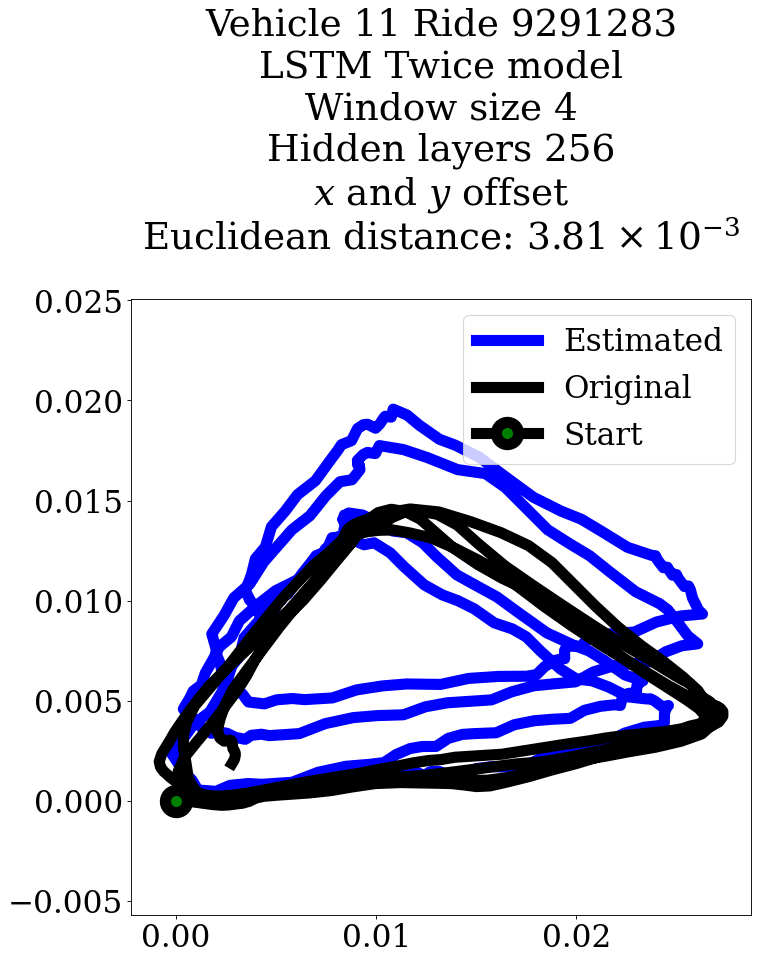 Vehicle 11 Ride 9291283
LSTM Twice model
Window size 4
Hidden layers 256
x and y offset
Euclidean distance: 3.81 × 10⁻³
0.025
Estimated
0.020
Original
Start
0.015
0.010
0.005
0.000
−0.005
0.00 0.01 0.02